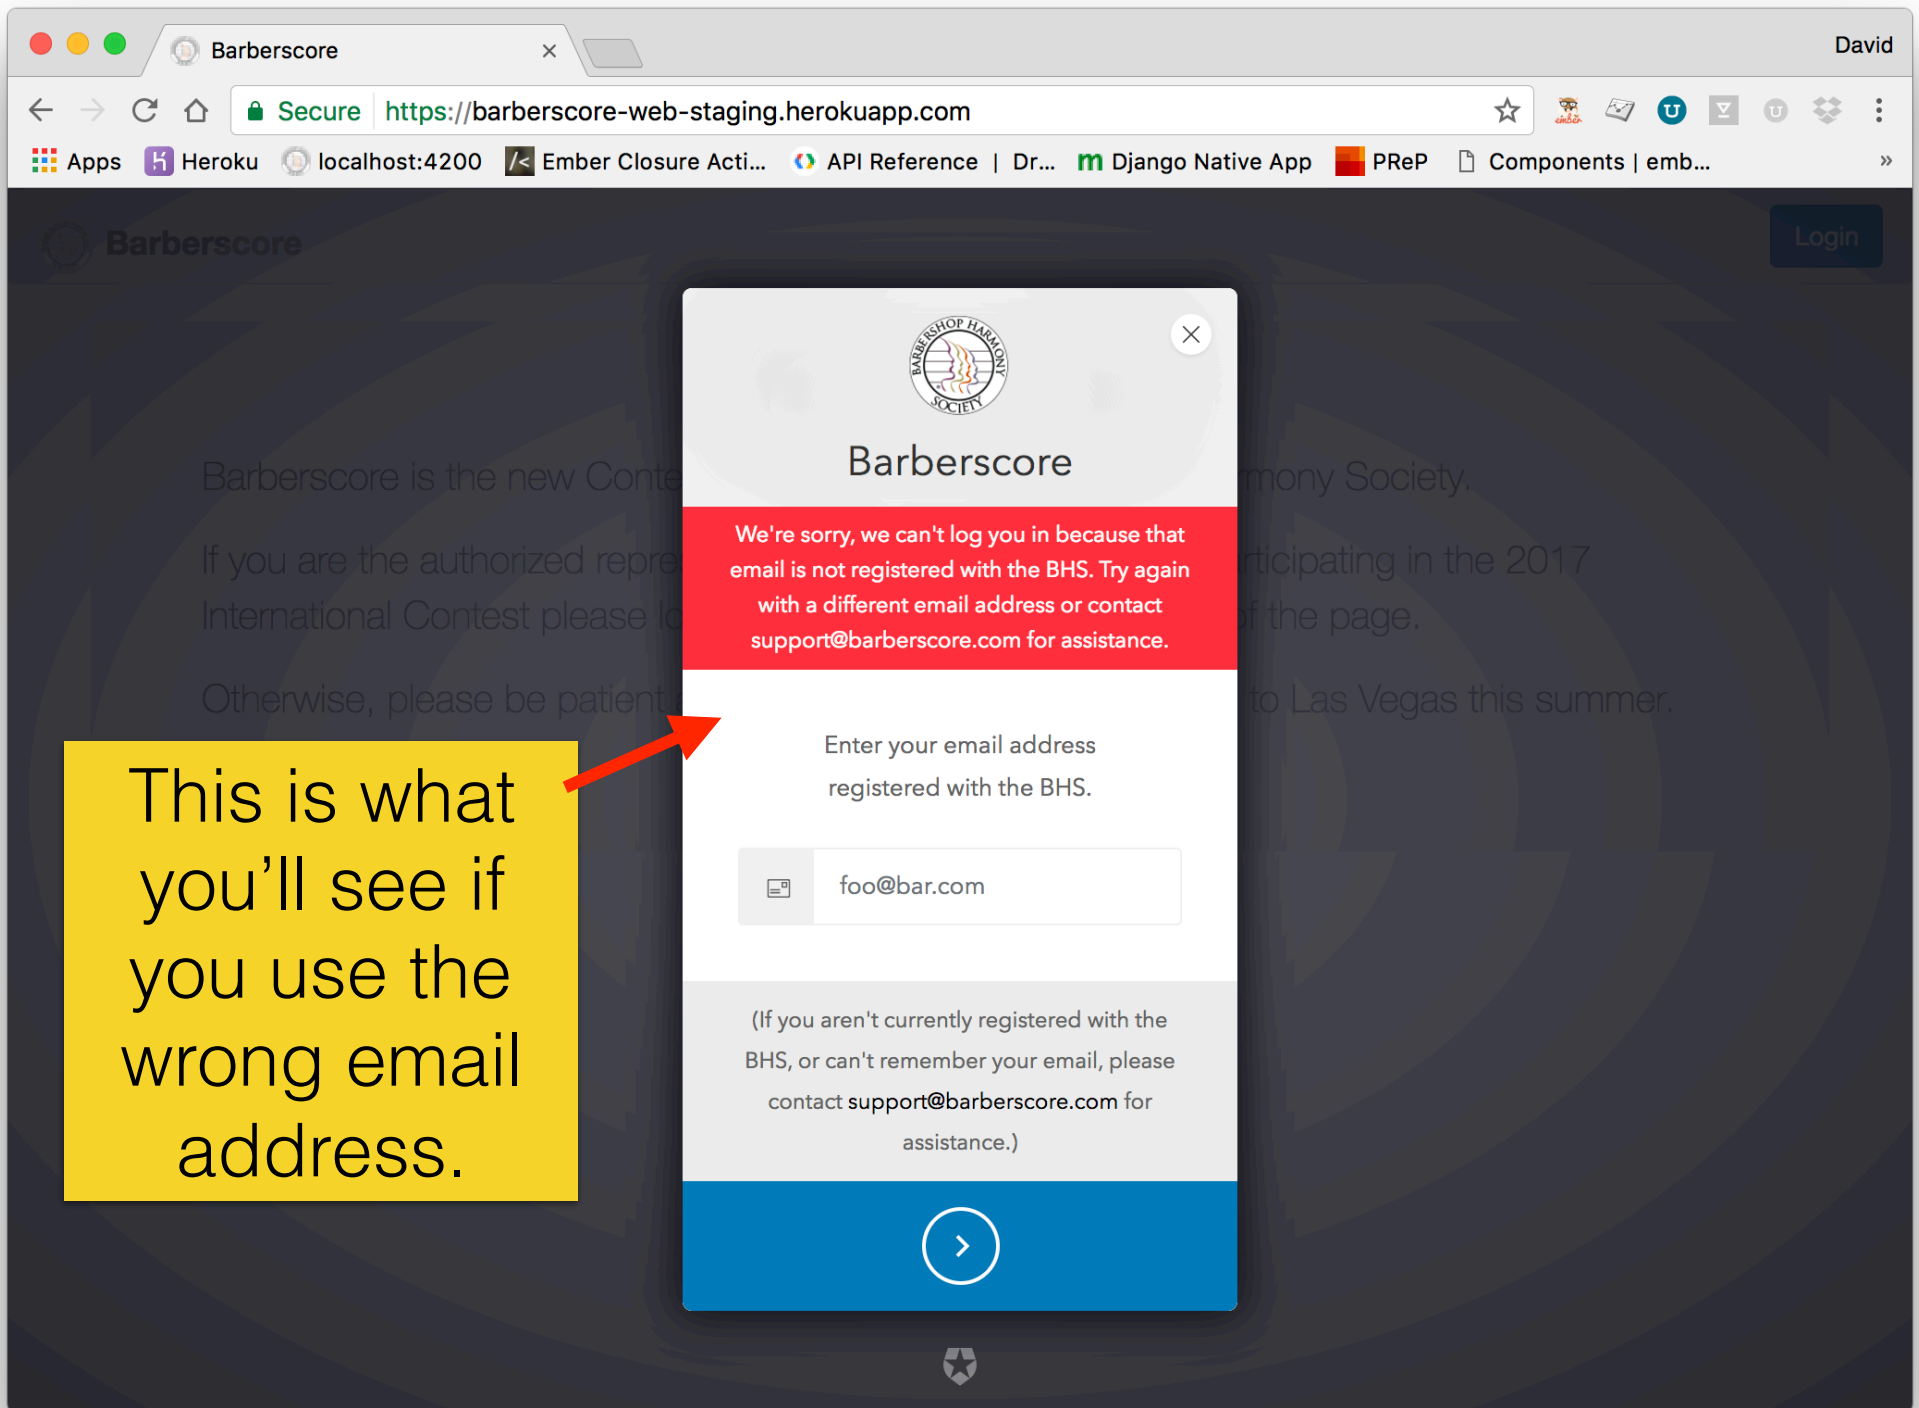 Barberscore
David
Secure
https://barberscore-web-staging.herokuapp.com
ember
Apps
Heroku
localhost:4200
Ember Closure Acti...
API Reference | Dr...
Django Native App
PReP
Components | emb...
»
Barberscore
Login
BARBERSHOP HARMONY SOCIETY
Barberscore
Barberscore is the new Conte
mony Society.
We're sorry, we can't log you in because that
email is not registered with the BHS. Try again
with a different email address or contact
support@barberscore.com for assistance.
If you are the authorized repre
rticipating in the 2017
International Contest please lo
of the page.
Otherwise, please be patient
to Las Vegas this summer.
This is what
you’ll see if
you use the
wrong email
address.
Enter your email address
registered with the BHS.
foo@bar.com
(If you aren't currently registered with the
BHS, or can't remember your email, please
contact support@barberscore.com for
assistance.)